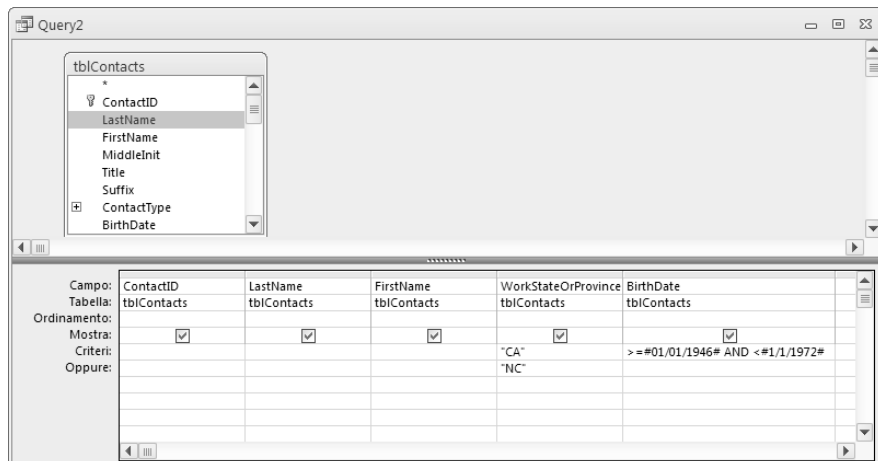 Query2
tblContacts
*
ContactID
LastName
FirstName
MiddleInit
Title
Suffix
ContactType
BirthDate
Campo: ContactID LastName FirstName WorkStateOrProvince BirthDate
Tabella: tblContacts tblContacts tblContacts tblContacts tblContacts
Ordinamento:
Mostra:
Criteri: "CA" >=#01/01/1946# AND <#1/1/1972#
Oppure: "NC"